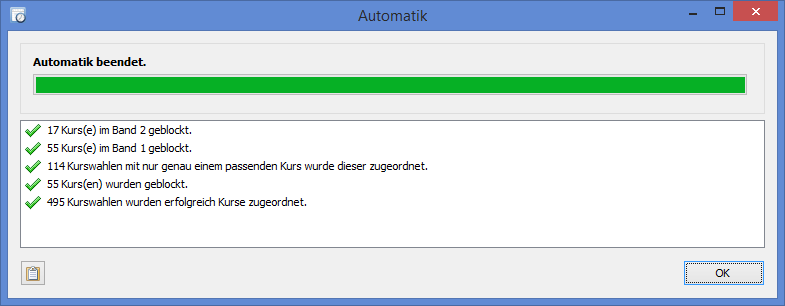 Automatik
Automatik beendet.
17 Kurs(e) im Band 2 geblockt.
55 Kurs(e) im Band 1 geblockt.
114 Kurswahlen mit nur genau einem passenden Kurs wurde dieser zugeordnet.
55 Kurs(en) wurden geblockt.
495 Kurswahlen wurden erfolgreich Kurse zugeordnet.
OK